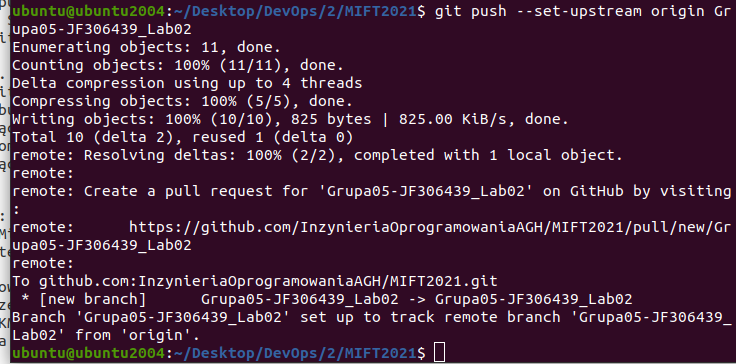 ubuntu@ubuntu2004:~/Desktop/DevOps/2/MIFT2021$ git push --set-upstream origin Gr
upa05-JF306439_Lab02
Enumerating objects: 11, done.
Counting objects: 100% (11/11), done.
Delta compression using up to 4 threads
Compressing objects: 100% (5/5), done.
Writing objects: 100% (10/10), 825 bytes | 825.00 KiB/s, done.
Total 10 (delta 2), reused 1 (delta 0)
remote: Resolving deltas: 100% (2/2), completed with 1 local object.
remote:
remote: Create a pull request for 'Grupa05-JF306439_Lab02' on GitHub by visiting
:
remote:      https://github.com/InzynieriaOprogramowaniaAGH/MIFT2021/pull/new/Gr
upa05-JF306439_Lab02
remote:
To github.com:InzynieriaOprogramowaniaAGH/MIFT2021.git
 * [new branch]      Grupa05-JF306439_Lab02 -> Grupa05-JF306439_Lab02
Branch 'Grupa05-JF306439_Lab02' set up to track remote branch 'Grupa05-JF306439_
Lab02' from 'origin'.
ubuntu@ubuntu2004:~/Desktop/DevOps/2/MIFT2021$